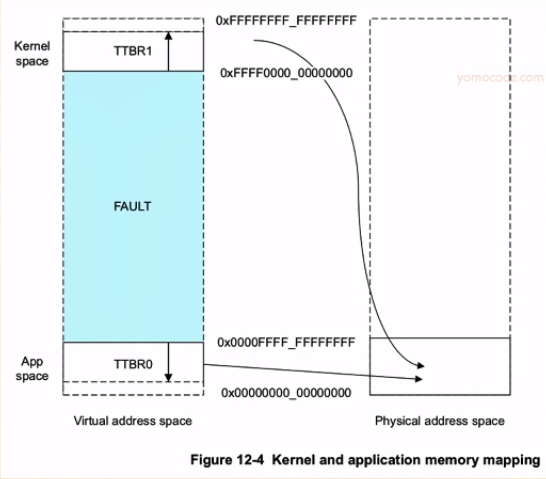 0xFFFFFFFF_FFFFFFFF
Kernel
space
TTBR1
0xFFFF0000_00000000
yomocode.com
FAULT
0x0000FFFF_FFFFFFFF
App
space
TTBR0
0x00000000_00000000
Virtual address space
Physical address space
Figure 12-4 Kernel and application memory mapping